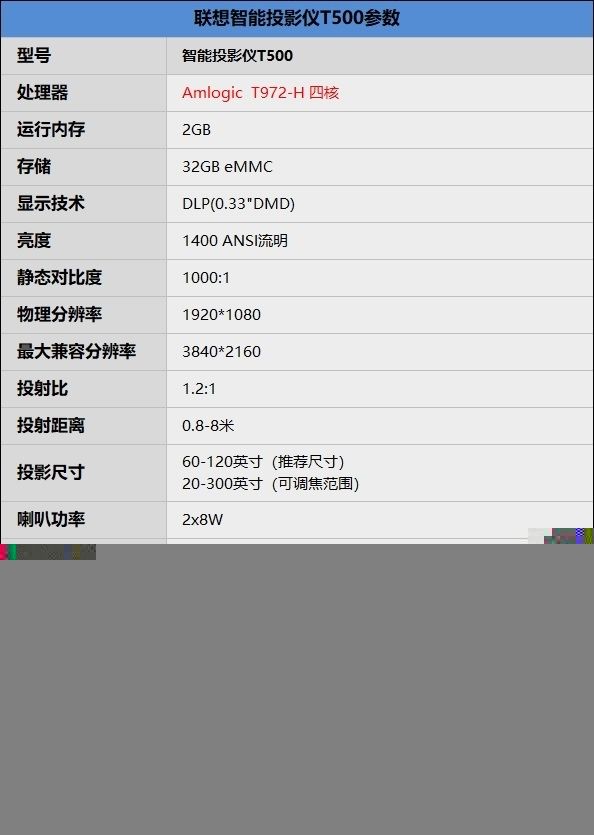 联想智能投影仪T500参数
型号 智能投影仪T500
处理器 Amlogic T972-H 四核
运行内存 2GB
存储 32GB eMMC
显示技术 DLP(0.33"DMD)
亮度 1400 ANSI流明
静态对比度 1000:1
物理分辨率 1920*1080
最大兼容分辨率 3840*2160
投射比 1.2:1
投射距离 0.8-8米
投影尺寸 60-120英寸 (推荐尺寸)
20-300英寸 (可调焦范围)
喇叭功率 2x8W